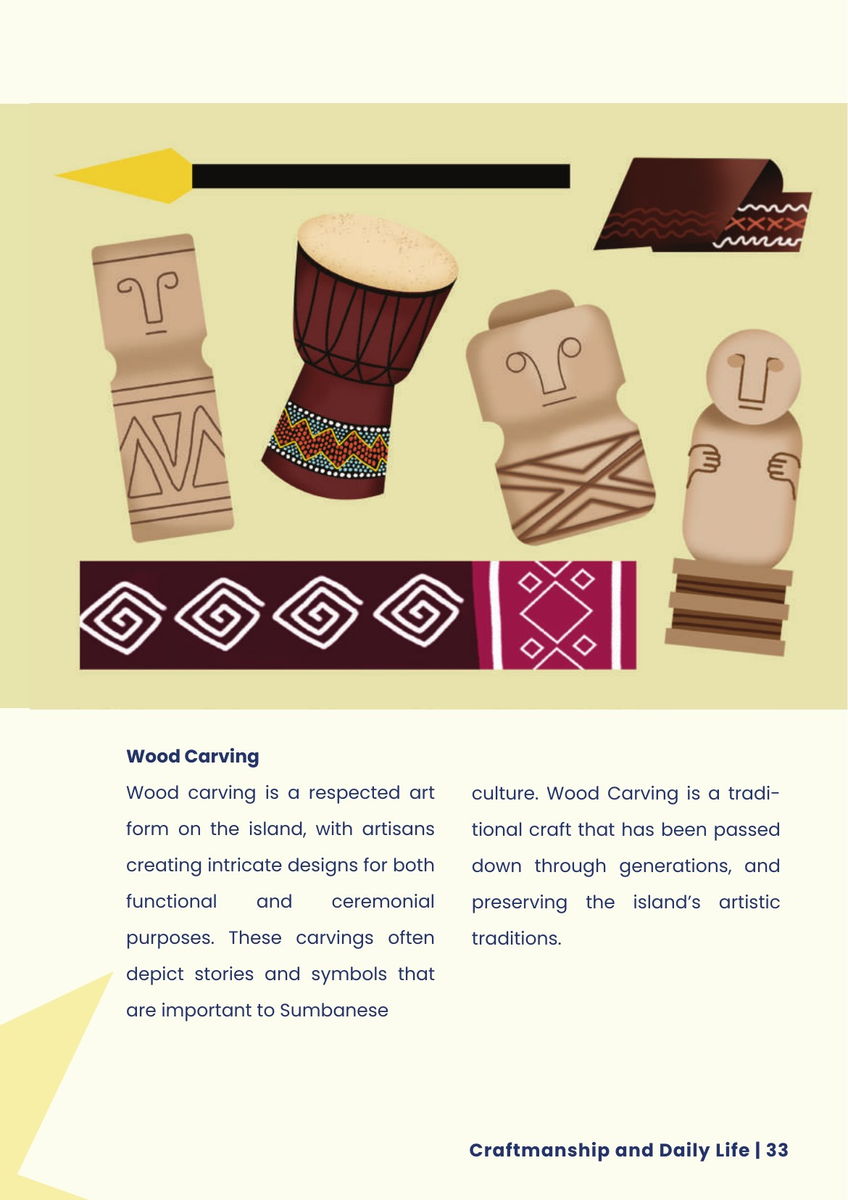 Wood Carving
Wood carving is a respected art
form on the island, with artisans
creating intricate designs for both
functional and ceremonial
purposes. These carvings often
depict stories and symbols that
are important to Sumbanese
culture. Wood Carving is a tradi-
tional craft that has been passed
down through generations, and
preserving the island’s artistic
traditions.
Craftmanship and Daily Life | 33